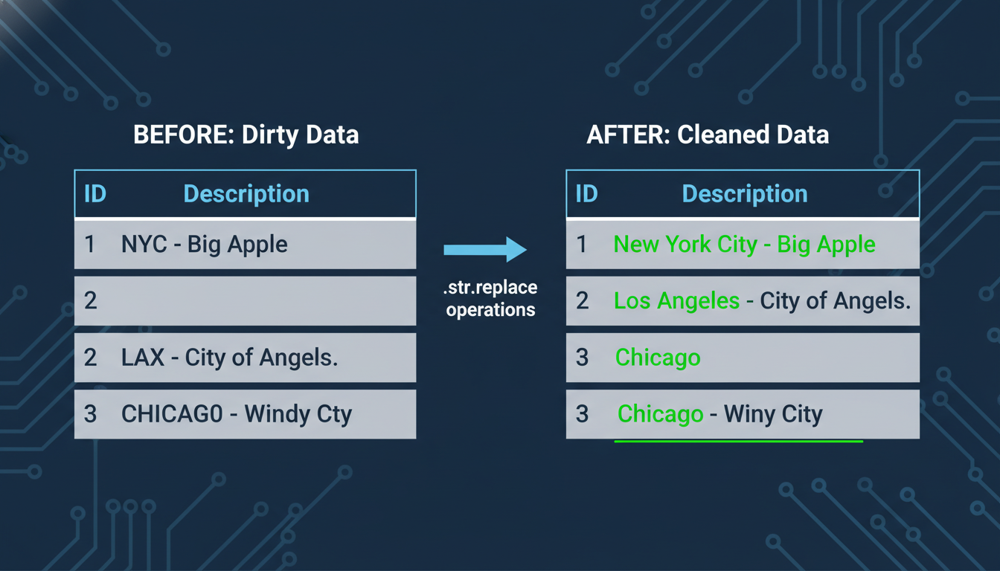 BEFORE: Dirty Data
ID Description
1 NYC - Big Apple
2
2 LAX - City of Angels.
3 CHICAG0 - Windy Cty
.str.replace
operations
AFTER: Cleaned Data
ID Description
1 New York City - Big Apple
2 Los Angeles - City of Angels.
3 Chicago
3 Chicago - Winy City